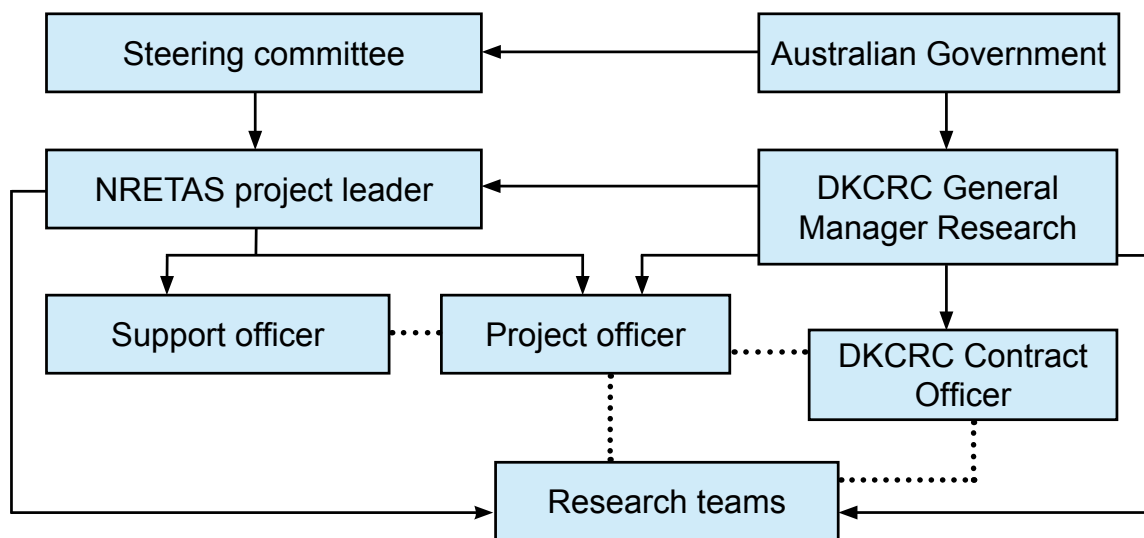 Steering committee
Australian Government
NRETAS project leader
DKCRC General
Manager Research
Support officer
Project officer
DKCRC Contract
Officer
Research teams